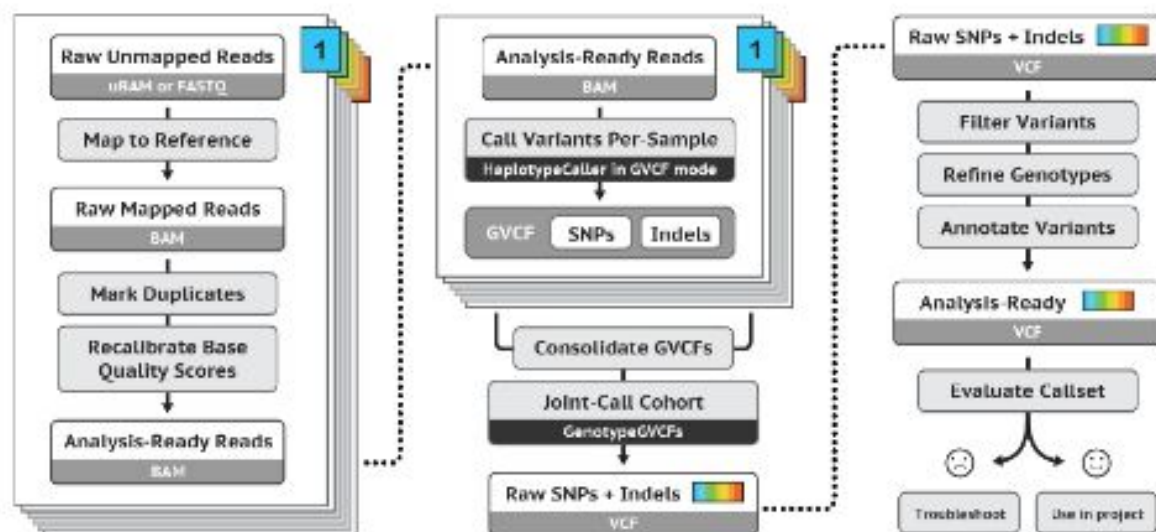 1
Raw Unmapped Reads
uBAM or FASTQ
Map to Reference
Raw Mapped Reads
BAM
Mark Duplicates
Recalibrate Base
Quality Scores
Analysis-Ready Reads
BAM
1
Analysis-Ready Reads
BAM
Call Variants Per-Sample
HaplotypeCaller in GVCF mode
GVCF SNPs Indels
Consolidate GVCFs
Joint-Call Cohort
GenotypeGVCFs
Raw SNPs + Indels
VCF
Raw SNPs + Indels
VCF
Filter Variants
Refine Genotypes
Annotate Variants
Analysis-Ready
VCF
Evaluate Callset
Troubleshoot
Use in project